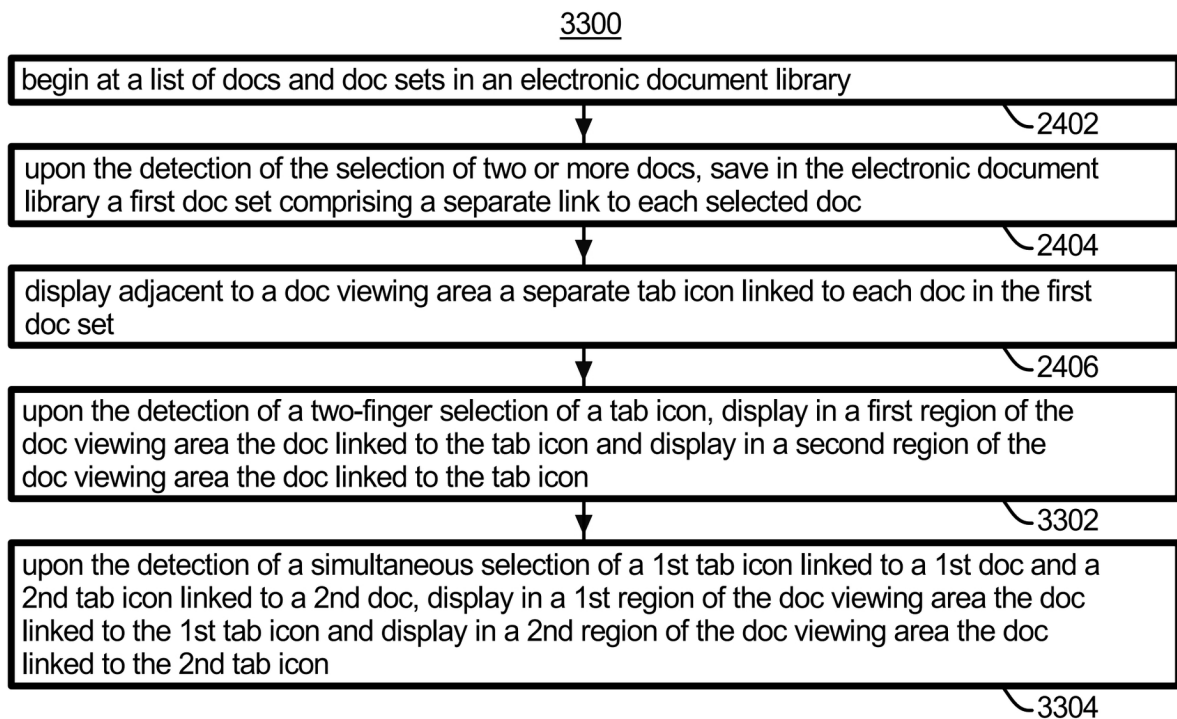 3300
begin at a list of docs and doc sets in an electronic document library
2402
upon the detection of the selection of two or more docs, save in the electronic document
library a first doc set comprising a separate link to each selected doc
2404
display adjacent to a doc viewing area a separate tab icon linked to each doc in the first
doc set
2406
upon the detection of a two-finger selection of a tab icon, display in a first region of the
doc viewing area the doc linked to the tab icon and display in a second region of the
doc viewing area the doc linked to the tab icon
3302
upon the detection of a simultaneous selection of a 1st tab icon linked to a 1st doc and a
2nd tab icon linked to a 2nd doc, display in a 1st region of the doc viewing area the doc
linked to the 1st tab icon and display in a 2nd region of the doc viewing area the doc
linked to the 2nd tab icon
3304